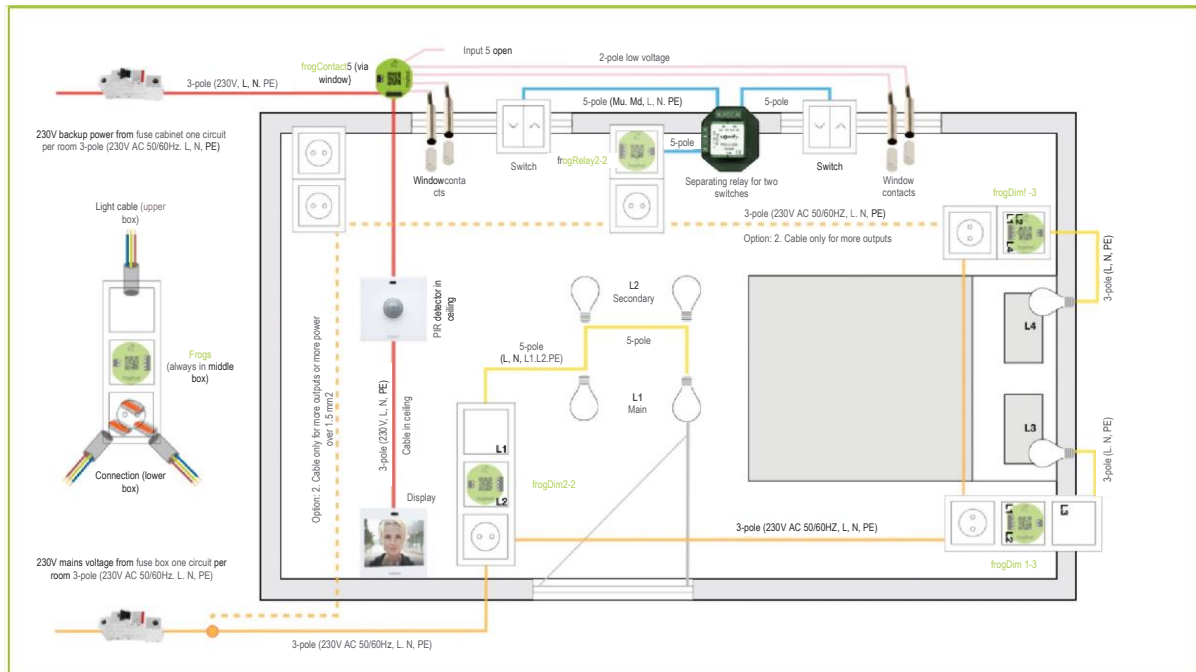 Input 5 open
frogContact5 (via
window}
2-pole low voltage
3-pole (230V, L, N. PE)
5-pole (Mu. Md, L, N. PE)
5-pole
230V backup power from fuse cabinet one circuit
per room 3-pole (230V AC 50/60Hz. L, N, PE)
frogRelay2-2
5-pole
Switch
Switch
Windowconta
cts
Separating relay for two
switches
Window
contacts
frogDim! -3
Light cable (upper
box)
3-pole (230V AC 50/60HZ, L. N, PE)
Option: 2. Cable only for more outputs
L1
L2
L4
3-pole (L, N, PE)
PIR detector in
ceiling
L2
Secondary
L4
Frogs
(always in middle
box)
5-pole
(L, N, L1.L2.PE)
5-pole
L1
Main
Option: 2. Cable only for more outputs or more power
over 1.5 mm2
3-pole (230V, L, N, PE)
Cable in ceiling
L1
L3
3-pole (L. N, PE)
Connection (lower
box)
L2
frogDim2-2
Display
3-pole (230V AC 50/60HZ, L, N, PE)
L1
L2
L3
230V mains voltage from fuse box one circuit per
room 3-pole (230V AC 50/60Hz. L. N, PE)
frogDim 1-3
3-pole (230V AC 50/60Hz, L. N, PE)